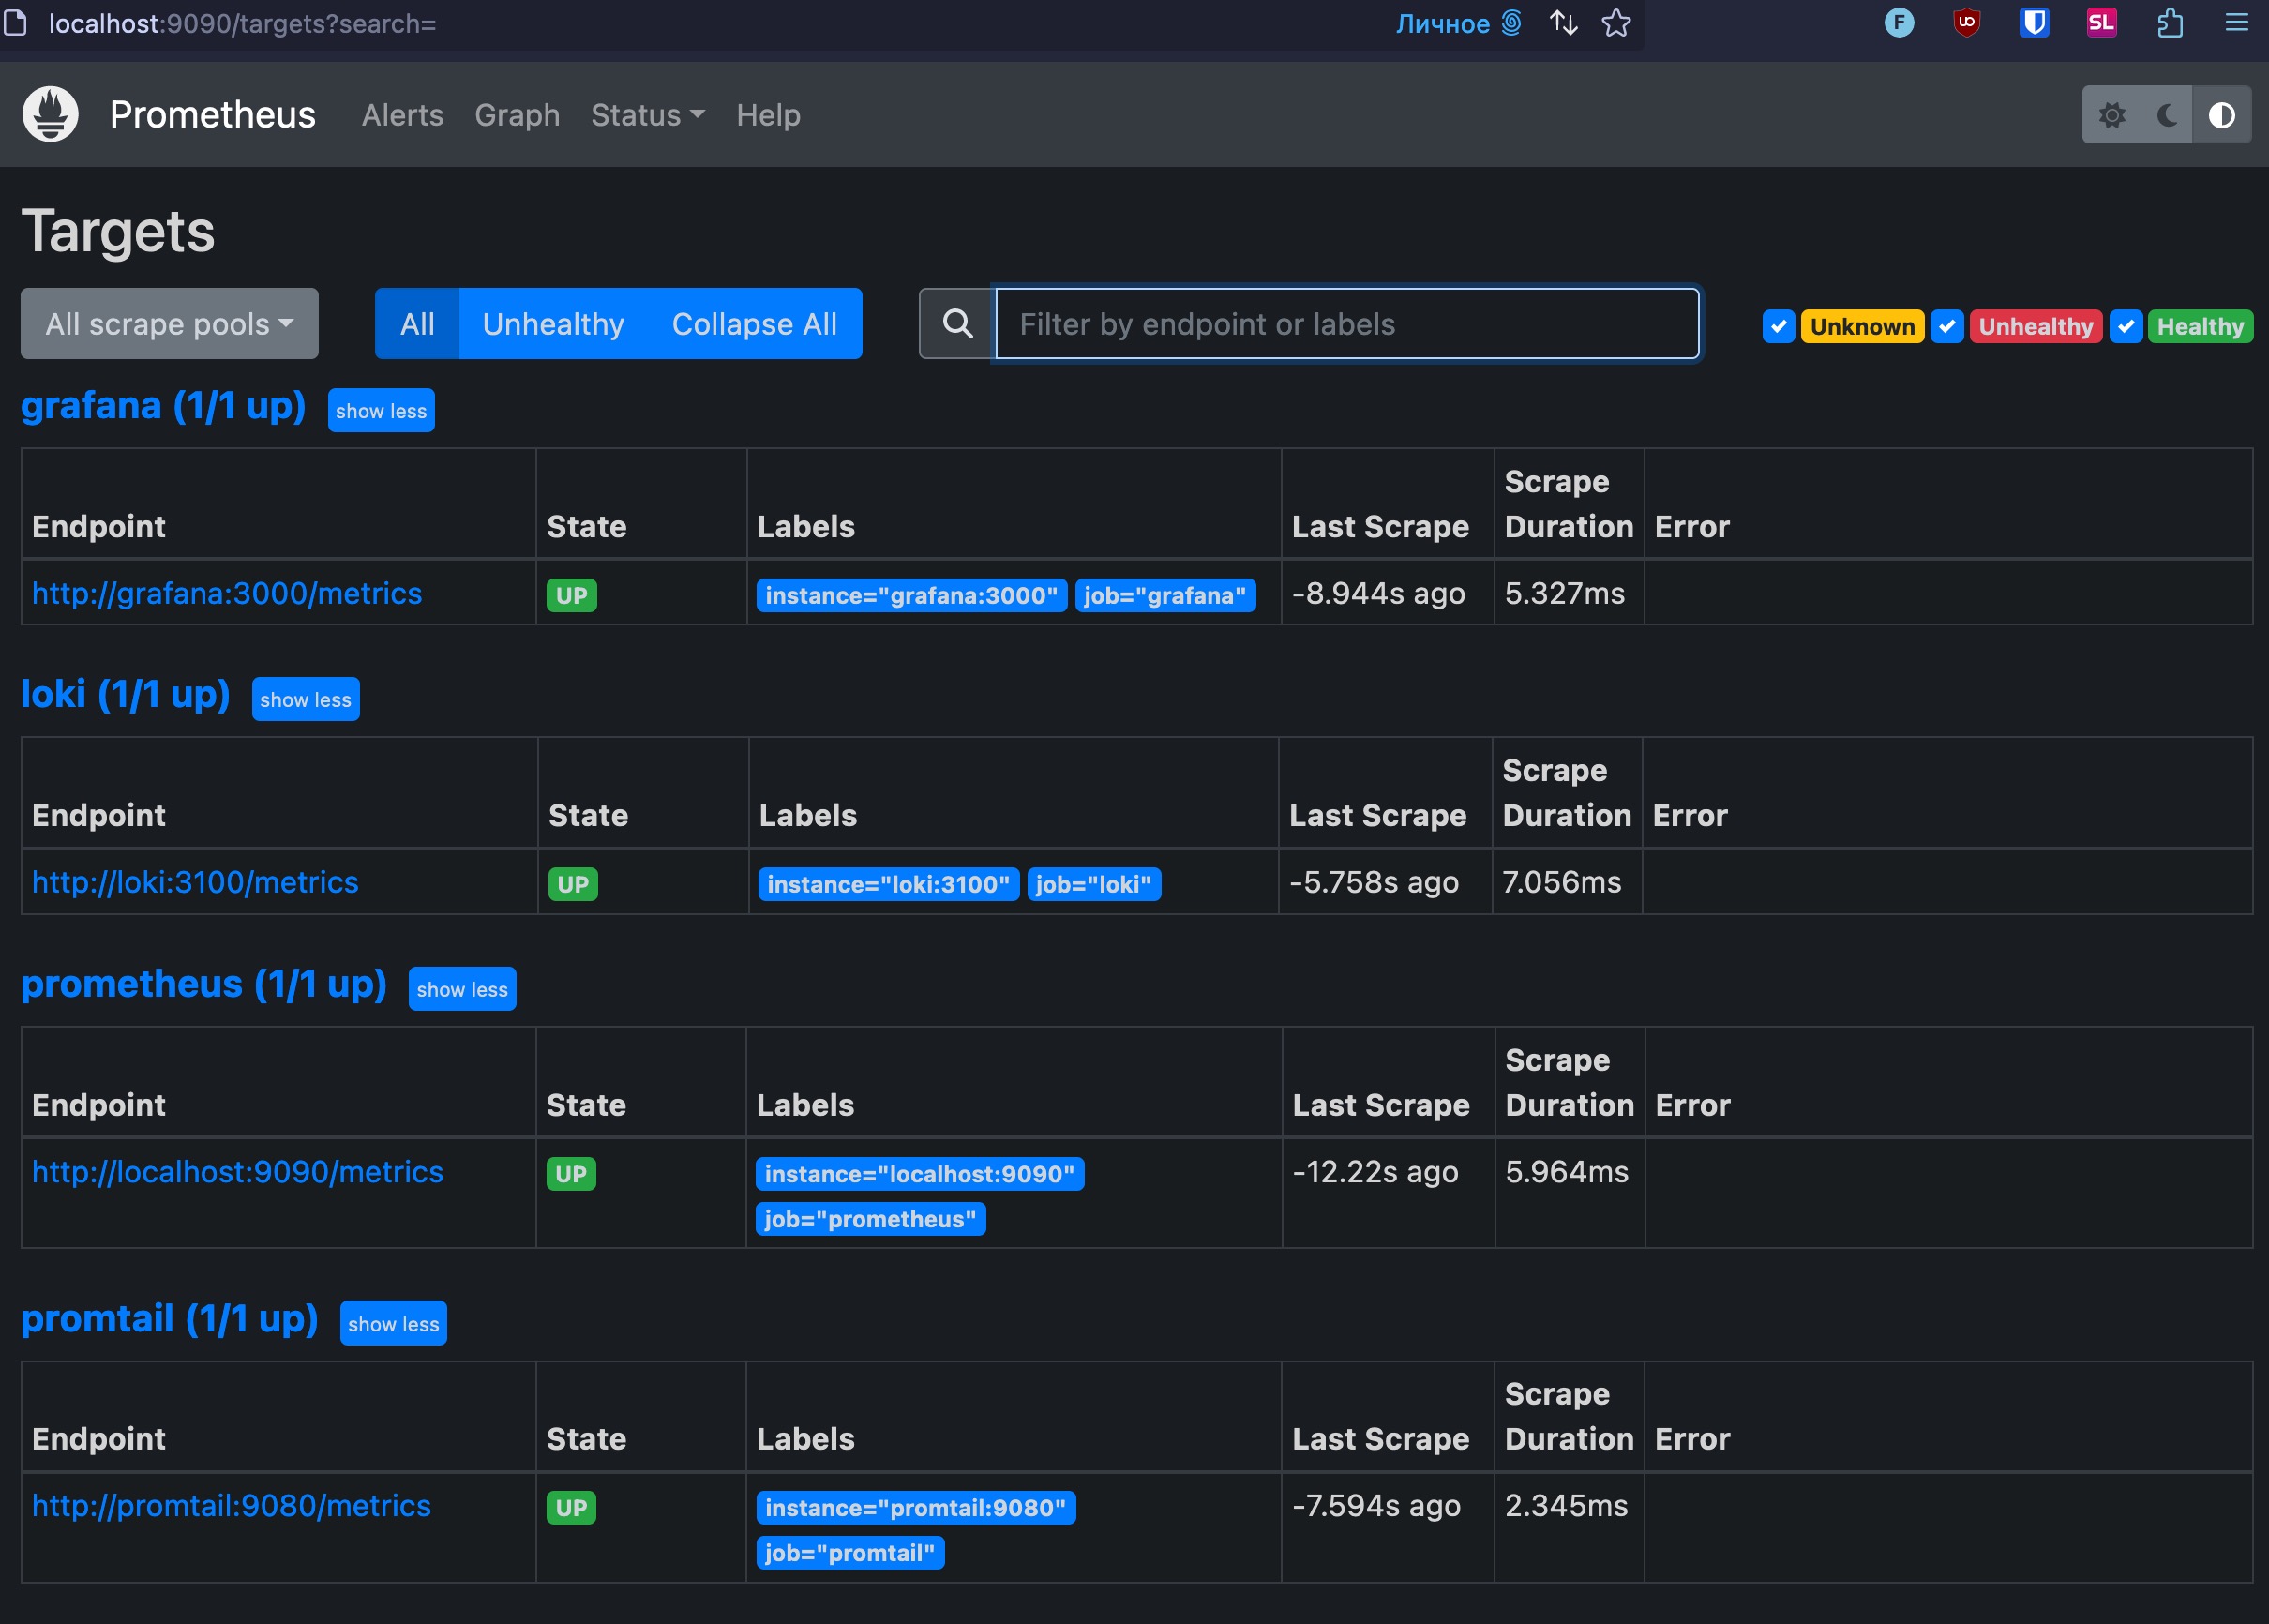 localhost:9090/targets?search=
Личное
F
UO
SL
Prometheus Alerts Graph Status Help
Targets
All scrape pools
All Unhealthy Collapse All
Filter by endpoint or labels
Unknown Unhealthy Healthy
grafana (1/1 up) show less
Endpoint State Labels Last Scrape Scrape Duration Error
http://grafana:3000/metrics UP instance="grafana:3000" job="grafana" -8.944s ago 5.327ms
loki (1/1 up) show less
Endpoint State Labels Last Scrape Scrape Duration Error
http://loki:3100/metrics UP instance="loki:3100" job="loki" -5.758s ago 7.056ms
prometheus (1/1 up) show less
Endpoint State Labels Last Scrape Scrape Duration Error
http://localhost:9090/metrics UP instance="localhost:9090" -12.22s ago 5.964ms
job="prometheus"
promtail (1/1 up) show less
Endpoint State Labels Last Scrape Scrape Duration Error
http://promtail:9080/metrics UP instance="promtail:9080" -7.594s ago 2.345ms
job="promtail"